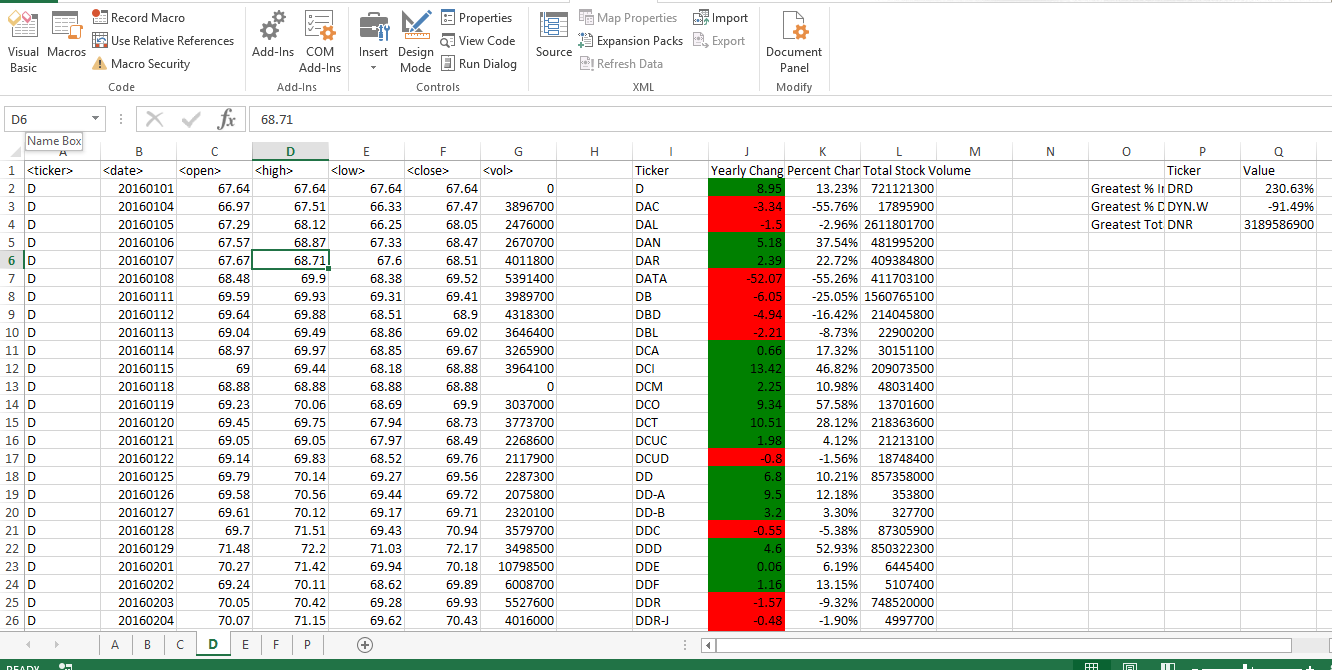 Visual Basic Macros Record Macro Use Relative References Macro Security Code
Add-Ins COM Add-Ins Add-Ins
Insert Design Mode Properties View Code Run Dialog Controls
Source Map Properties Expansion Packs Refresh Data Import Export XML
Document Panel Modify
D6 fx 68.71
Name Box
A B C D E F G H I J K L M N O P Q
1 <ticker> <date> <open> <high> <low> <close> <vol> Ticker Yearly Chang Percent Char Total Stock Volume Ticker Value
2 D 20160101 67.64 67.64 67.64 67.64 0 D 8.95 13.23% 721121300 Greatest % I DRD 230.63%
3 D 20160104 66.97 67.51 66.33 67.47 3896700 DAC -3.34 -55.76% 17895900 Greatest % D DYN.W -91.49%
4 D 20160105 67.29 68.12 66.25 68.05 2476000 DAL -1.5 -2.96% 2611801700 Greatest Tot DNR 3189586900
5 D 20160106 67.57 68.87 67.33 68.47 2670700 DAN 5.18 37.54% 481995200
6 D 20160107 67.67 68.71 67.6 68.51 4011800 DAR 2.39 22.72% 409384800
7 D 20160108 68.48 69.9 68.38 69.52 5391400 DATA -52.07 -55.26% 411703100
8 D 20160111 69.59 69.93 69.31 69.41 3989700 DB -6.05 -25.05% 1560765100
9 D 20160112 69.64 69.88 68.51 68.9 4318300 DBD -4.94 -16.42% 214045800
10 D 20160113 69.04 69.49 68.86 69.02 3646400 DBL -2.21 -8.73% 22900200
11 D 20160114 68.97 69.97 68.85 69.67 3265900 DCA 0.66 17.32% 30151100
12 D 20160115 69 69.44 68.18 68.88 3964100 DCI 13.42 46.82% 209073500
13 D 20160118 68.88 68.88 68.88 68.88 0 DCM 2.25 10.98% 48031400
14 D 20160119 69.23 70.06 68.69 69.9 3037000 DCO 9.34 57.58% 13701600
15 D 20160120 69.45 69.75 67.94 68.73 3773700 DCT 10.51 28.12% 218363600
16 D 20160121 69.05 69.05 67.97 68.49 2268600 DCUC 1.98 4.12% 21213100
17 D 20160122 69.14 69.83 68.52 69.76 2117900 DCUD -0.8 -1.56% 18748400
18 D 20160125 69.79 70.14 69.27 69.56 2287300 DD 6.8 10.21% 857358000
19 D 20160126 69.58 70.56 69.44 69.72 2075800 DD-A 9.5 12.18% 353800
20 D 20160127 69.61 70.12 69.17 69.71 2320100 DD-B 3.2 3.30% 327700
21 D 20160128 69.7 71.51 69.43 70.94 3579700 DDC -0.55 -5.38% 87305900
22 D 20160129 71.48 72.2 71.03 72.17 3498500 DDD 4.6 52.93% 850322300
23 D 20160201 70.27 71.42 69.94 70.18 10798500 DDE 0.06 6.19% 6445400
24 D 20160202 69.24 70.11 68.62 69.89 6008700 DDF 1.16 13.15% 5107400
25 D 20160203 70.05 70.42 69.28 69.93 5527600 DDR -1.57 -9.32% 748520000
26 D 20160204 70.07 71.15 69.62 70.43 4016000 DDR-J -0.48 -1.90% 4997700
A B C D E F P
READY